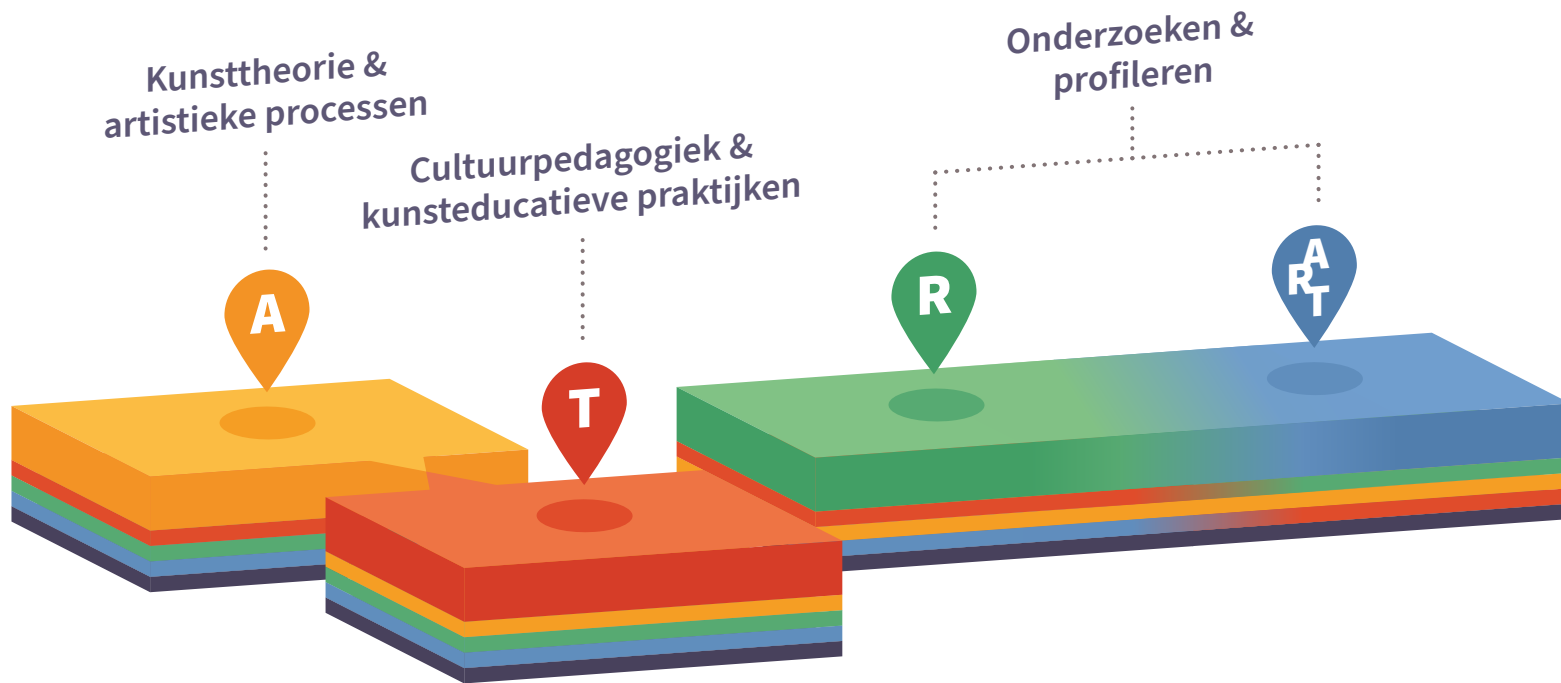 Kunsttheorie &
artistieke processen
Cultuurpedagogiek &
kunsteducatieve praktijken
Onderzoeken &
profileren
A
T
R
A
R
T